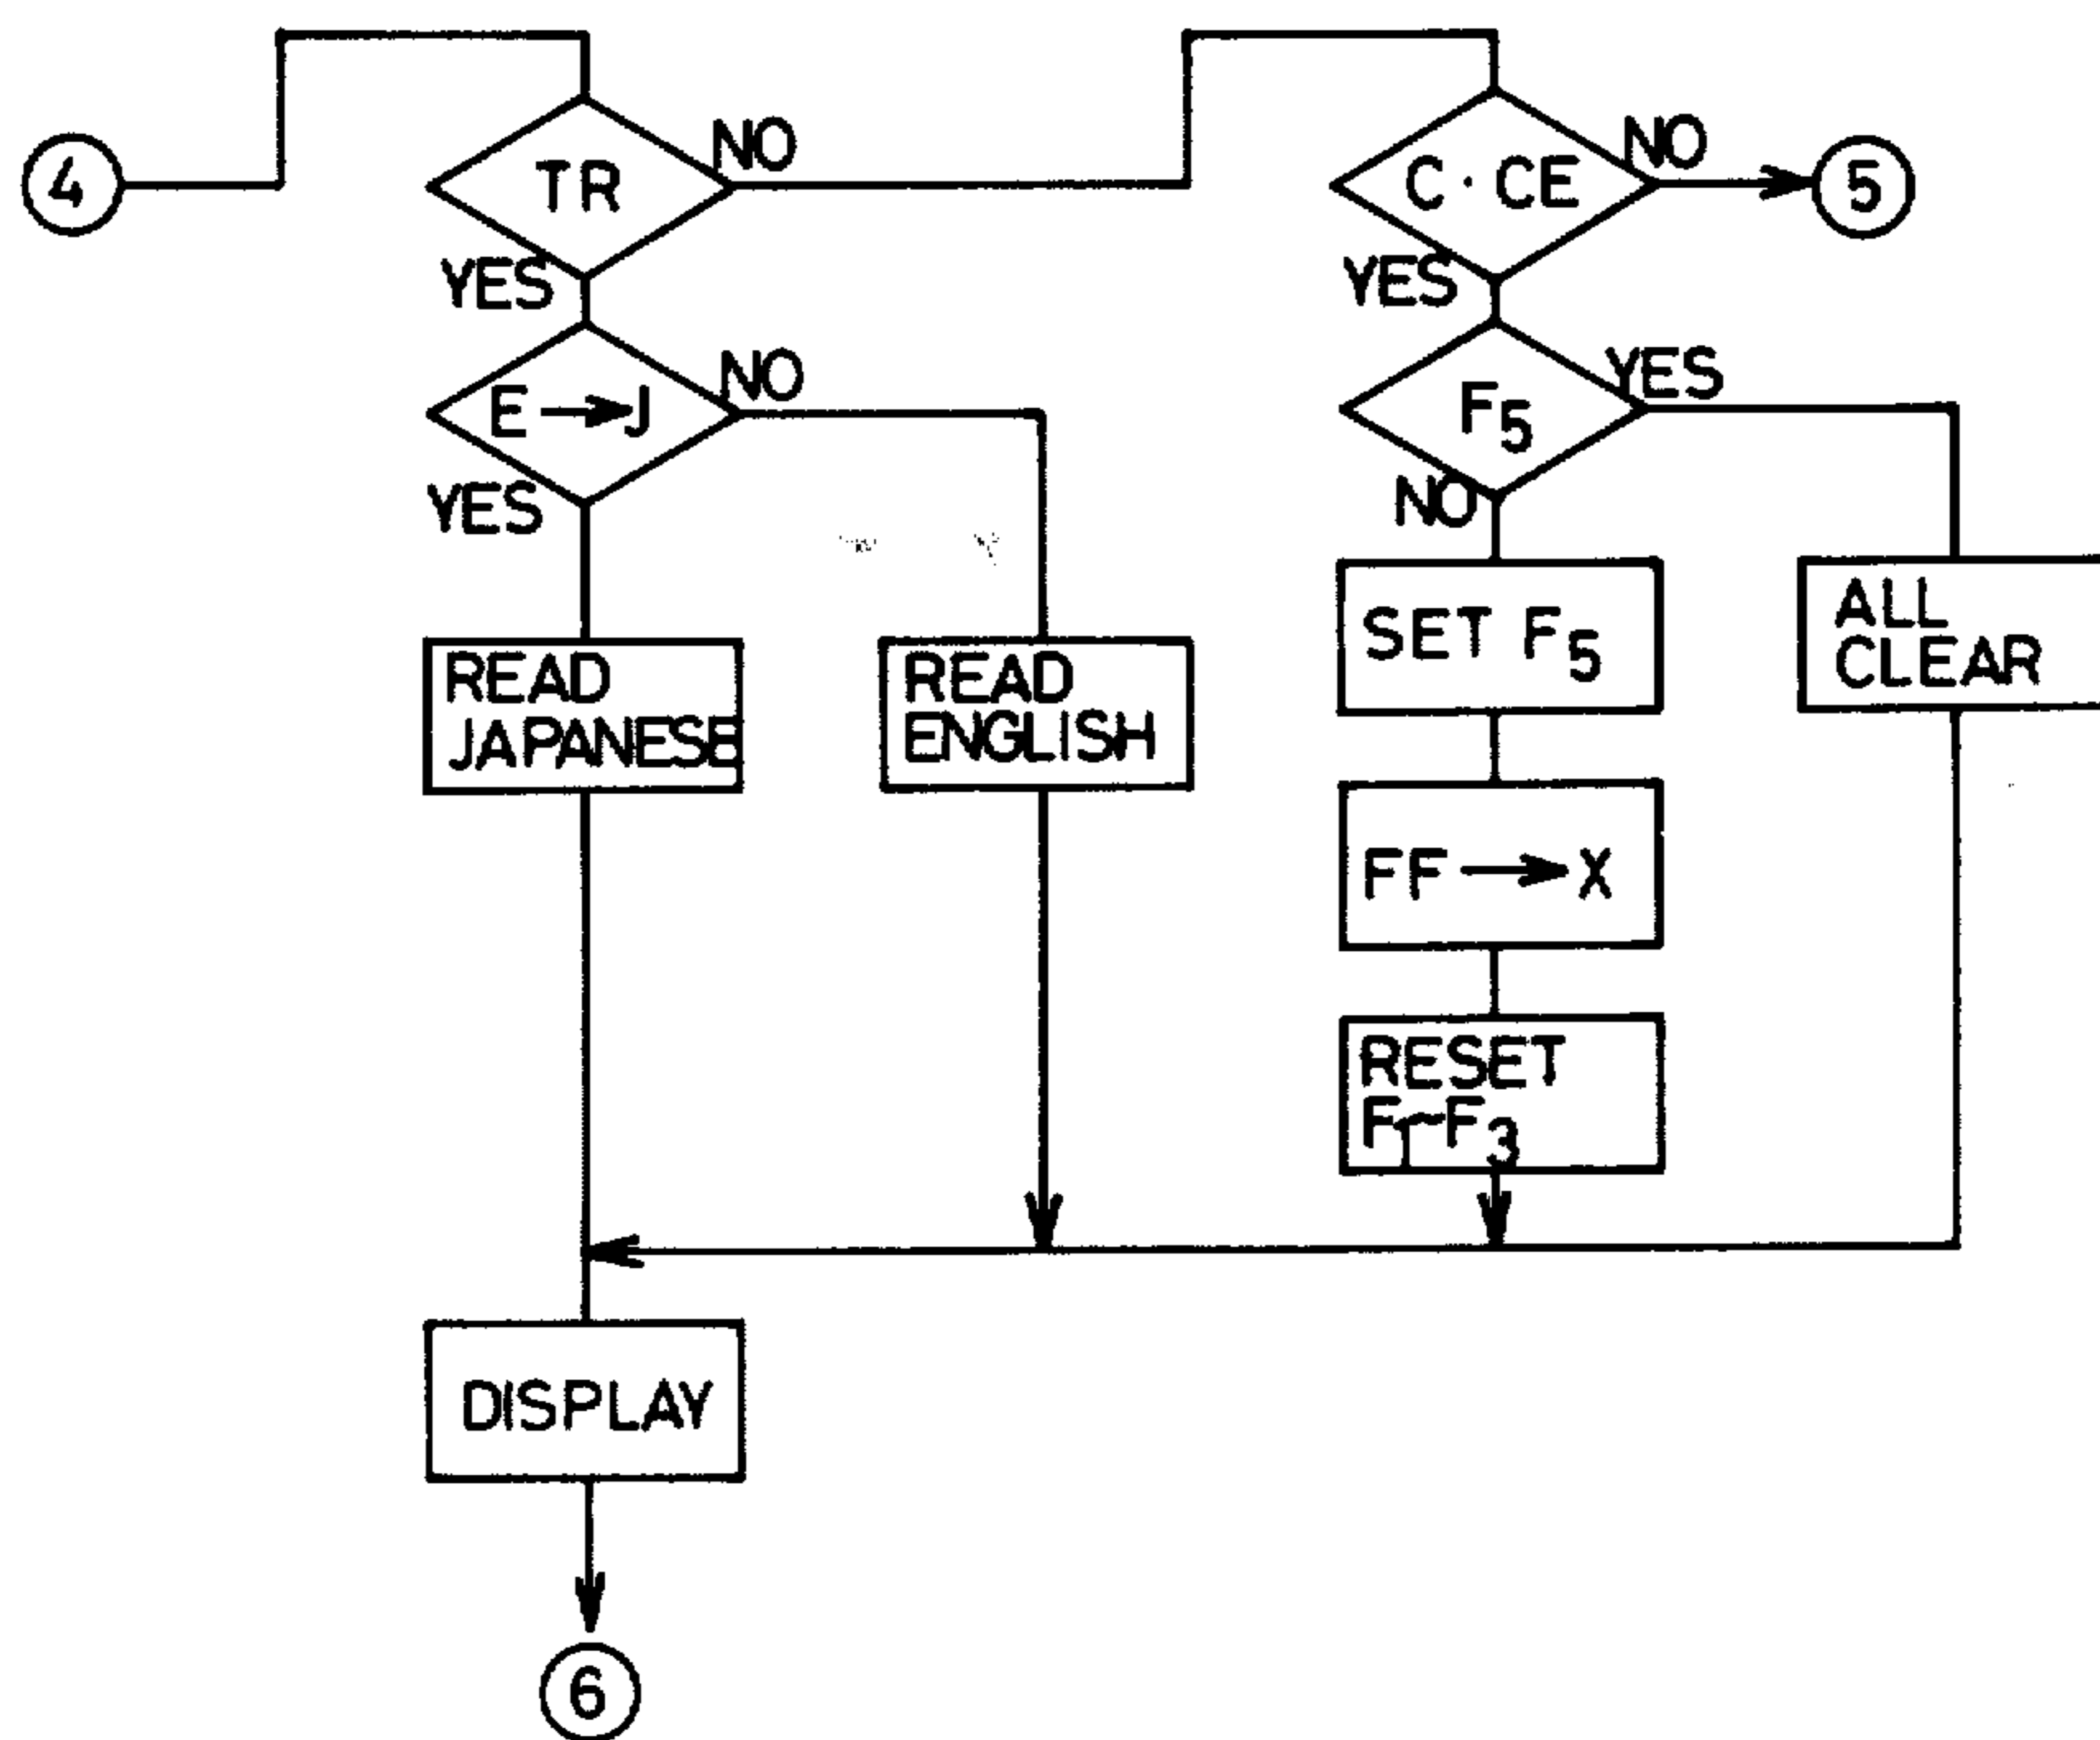 4
TR
NO
YES
C・CE
NO
5
YES
E → J
NO
YES
F5
YES
NO
READ
JAPANESE
READ
ENGLISH
SET F5
ALL
CLEAR
FF → X
RESET
F1~F3
DISPLAY
6